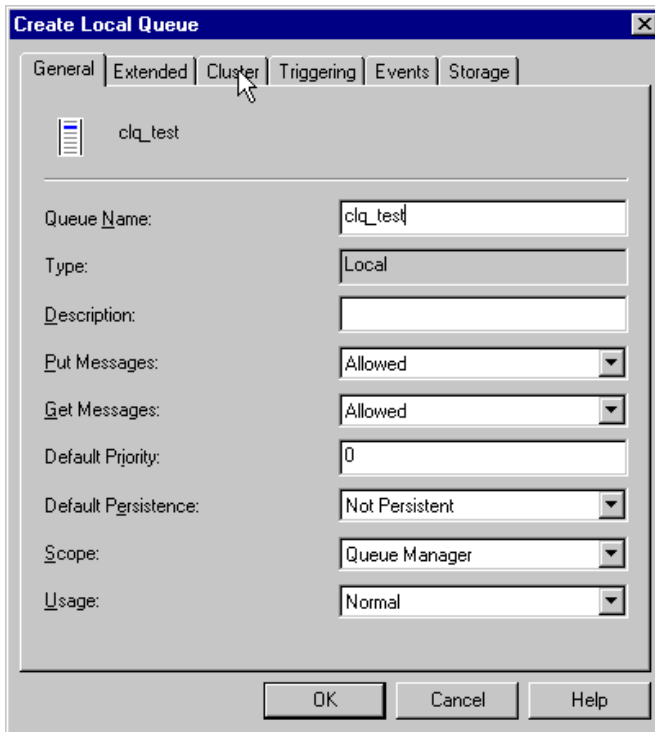 Create Local Queue
General Extended Cluster Triggering Events Storage
clq_test
Queue Name: clq_test
Type: Local
Description:
Put Messages: Allowed
Get Messages: Allowed
Default Priority: 0
Default Persistence: Not Persistent
Scope: Queue Manager
Usage: Normal
OK Cancel Help